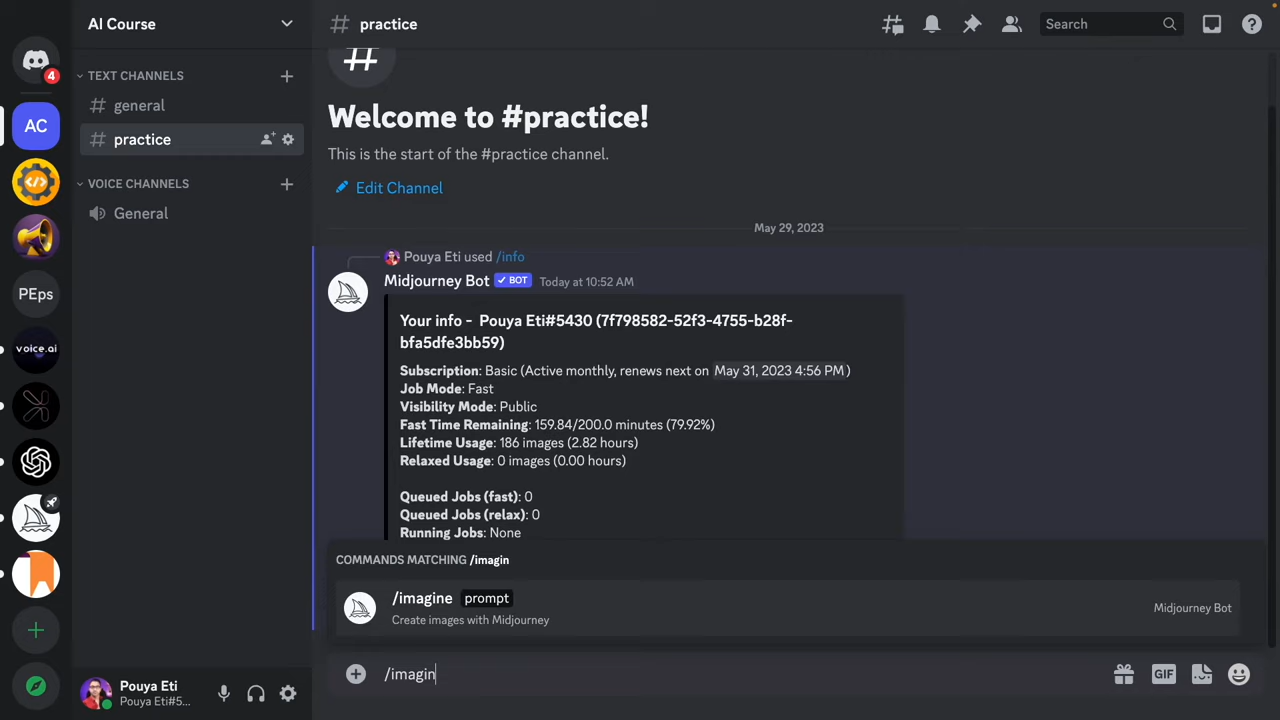 AI Course
# practice
Search
4
TEXT CHANNELS
# general
AC
# practice
VOICE CHANNELS
General
PEps
voice.ai
Pouya Eti
Pouya Eti#5...
#
Welcome to #practice!
This is the start of the #practice channel.
Edit Channel
May 29, 2023
Pouya Eti used /info
Midjourney Bot ✓ BOT Today at 10:52 AM
Your info - Pouya Eti#5430 (7f798582-52f3-4755-b28f-
bfa5dfe3bb59)
Subscription: Basic (Active monthly, renews next on May 31, 2023 4:56 PM)
Job Mode: Fast
Visibility Mode: Public
Fast Time Remaining: 159.84/200.0 minutes (79.92%)
Lifetime Usage: 186 images (2.82 hours)
Relaxed Usage: 0 images (0.00 hours)
Queued Jobs (fast): 0
Queued Jobs (relax): 0
Running Jobs: None
COMMANDS MATCHING /imagin
/imagine prompt
Create images with Midjourney
Midjourney Bot
/imagin
GIF